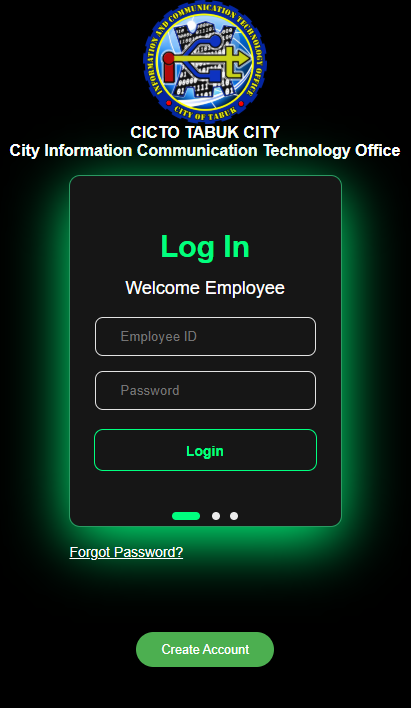 INFORMATION AND COMMUNICATION TECHNOLOGY OFFICE
ict
CITY OF TABUK
CICTO TABUK CITY
City Information Communication Technology Office
Log In
Welcome Employee
Employee ID
Password
Login
Forgot Password?
Create Account